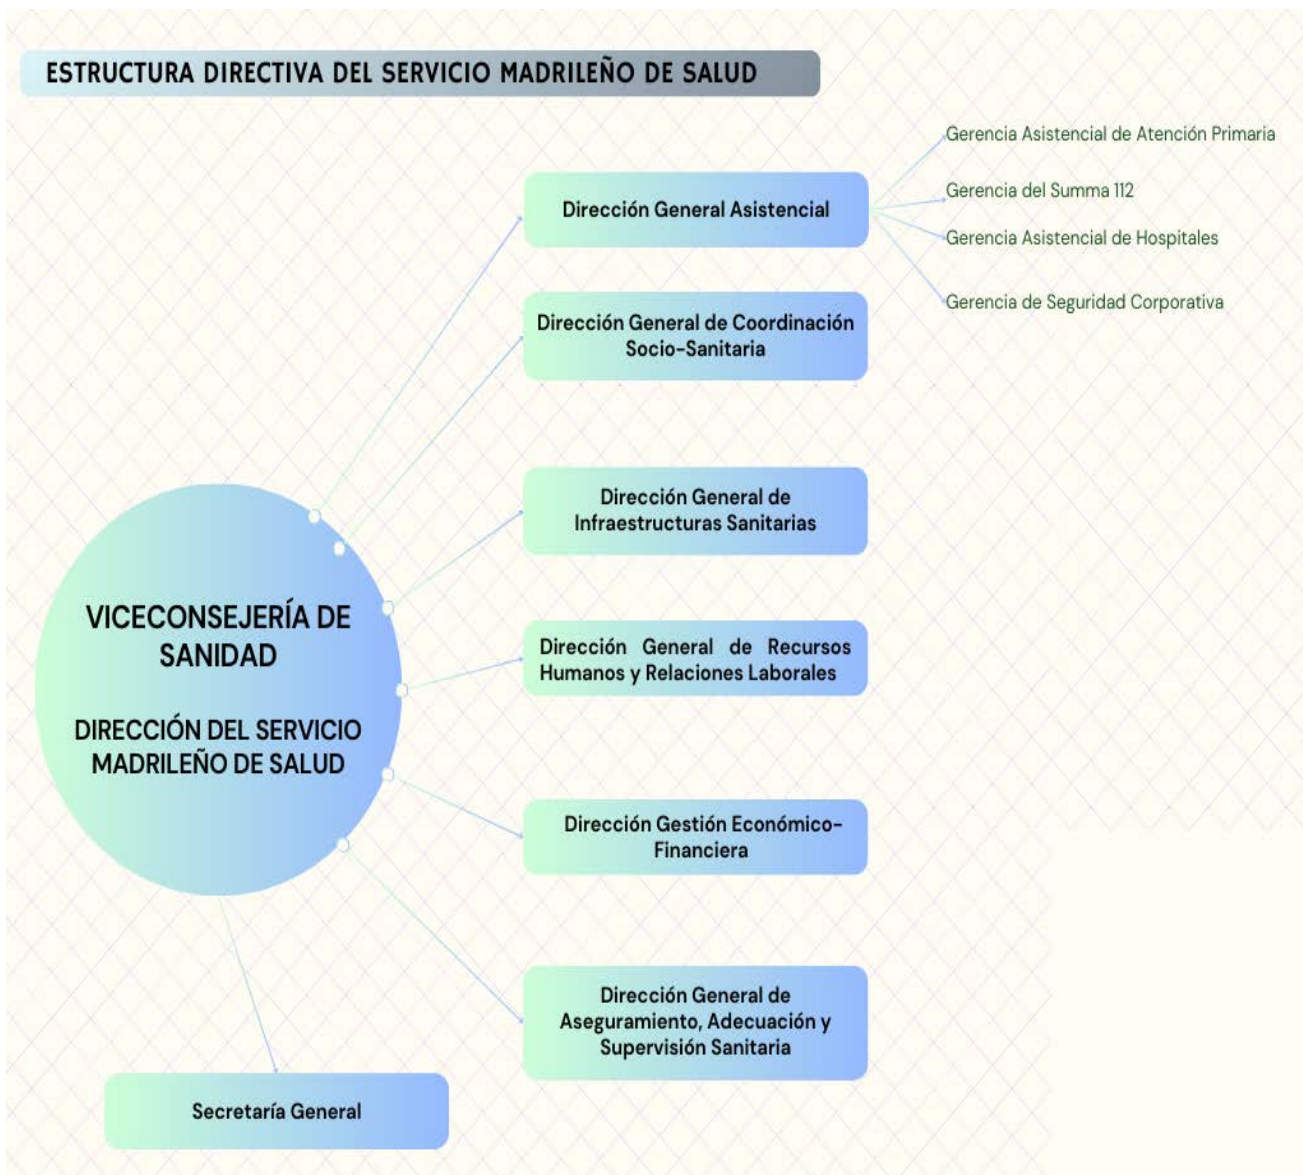 ESTRUCTURA DIRECTIVA DEL SERVICIO MADRILEÑO DE SALUD
Gerencia Asistencial de Atención Primaria
Gerencia del Summa 112
Gerencia Asistencial de Hospitales
Gerencia de Seguridad Corporativa
Dirección General Asistencial
Dirección General de Coordinación
Socio-Sanitaria
Dirección General de
Infraestructuras Sanitarias
Dirección General de Recursos
Humanos y Relaciones Laborales
Dirección Gestión Económico-
Financiera
Dirección General de
Aseguramiento, Adecuación y
Supervisión Sanitaria
VICECONSEJERÍA DE
SANIDAD
DIRECCIÓN DEL SERVICIO
MADRILEÑO DE SALUD
Secretaría General